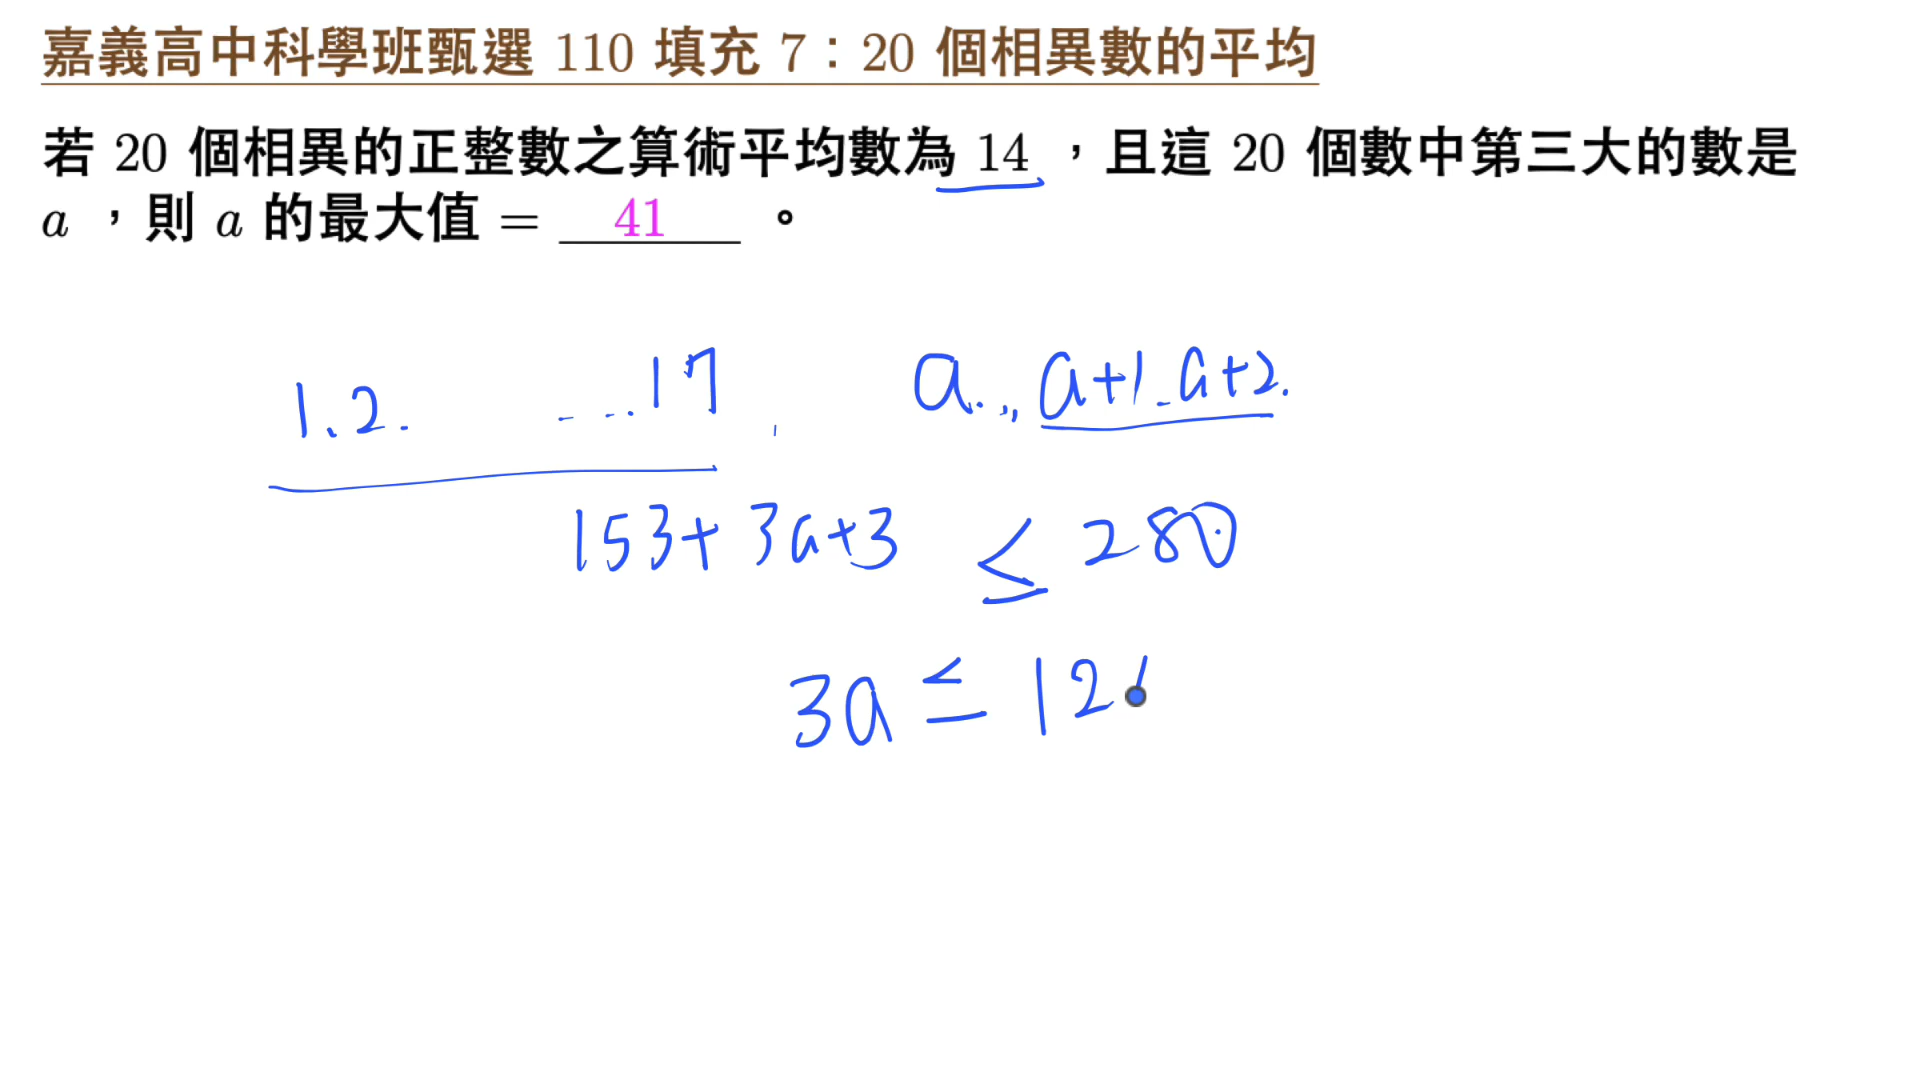 嘉義高中科學班甄選 110 填充 7：20 個相異數的平均
若 20 個相異的正整數之算術平均數為 14 ，且這 20 個數中第三大的數是
a ，則 a 的最大值 = 41 。
1.2. ...17, a..,, a+1.a+2.
153+3a+3 ≤ 280
3a ≤ 12